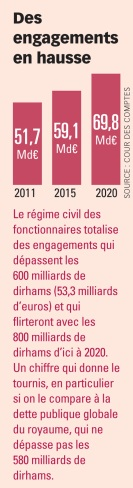 Des
engagements
en hausse
51,7
Md€
59,1
Md€
69,8
Md€
2011
2015
2020
SOURCE : COUR DES COMPTES
Le régime civil des
fonctionnaires totalise
des engagements qui
dépassent les
600 milliards de
dirhams (53,3 milliards
d'euros) et qui
flirteront avec les
800 milliards de
dirhams d'ici à 2020.
Un chiffre qui donne le
tournis, en particulier
si on le compare à la
dette publique globale
du royaume, qui ne
dépasse pas les
580 milliards de
dirhams.